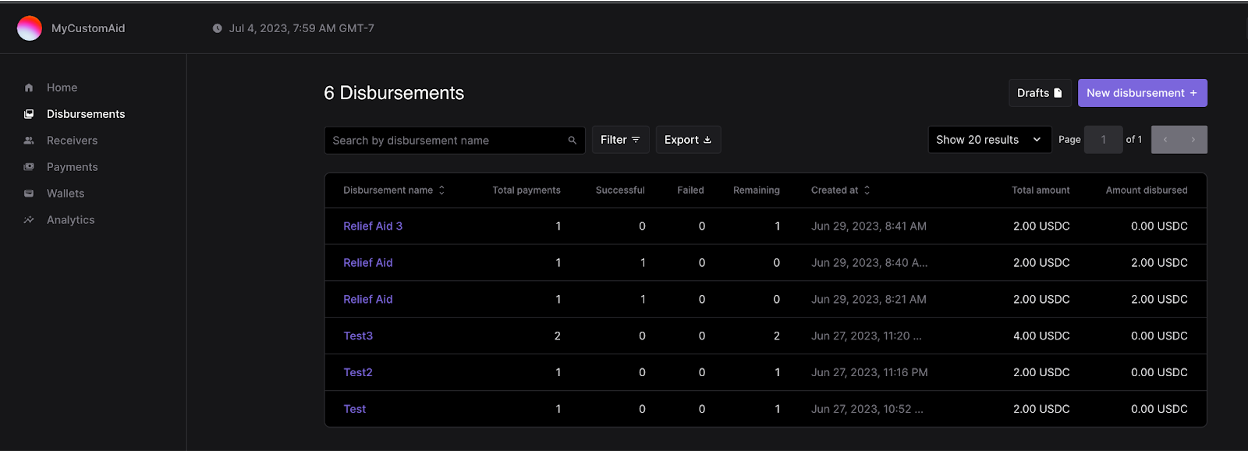 MyCustomAid
Jul 4, 2023, 7:59 AM GMT-7
Home
Disbursements
Receivers
Payments
Wallets
Analytics
6 Disbursements
Drafts
New disbursement +
Search by disbursement name
Filter
Export
Show 20 results
Page 1 of 1
Disbursement name Total payments Successful Failed Remaining Created at Total amount Amount disbursed
Relief Aid 3 1 0 0 1 Jun 29, 2023, 8:41 AM 2.00 USDC 0.00 USDC
Relief Aid 1 1 0 0 Jun 29, 2023, 8:40 A... 2.00 USDC 2.00 USDC
Relief Aid 1 1 0 0 Jun 29, 2023, 8:21 AM 2.00 USDC 2.00 USDC
Test3 2 0 0 2 Jun 27, 2023, 11:20 ... 4.00 USDC 0.00 USDC
Test2 1 0 0 1 Jun 27, 2023, 11:16 PM 2.00 USDC 0.00 USDC
Test 1 0 0 1 Jun 27, 2023, 10:52 ... 2.00 USDC 0.00 USDC